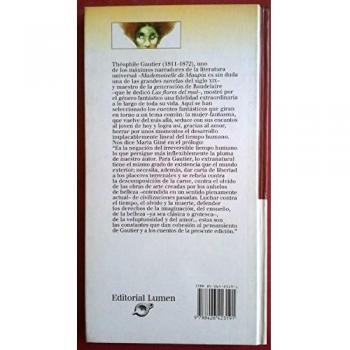 Théophile Gautier (1811-1872), uno
de los máximos narradores de la literatura
universal —Mademoiselle de Maupin es sin duda
una de las grandes novelas del siglo XIX—
y maestro de la generación de Baudelaire
—que le dedicó Las flores del mal—, mostró por
el género fantástico una fidelidad extraordinaria
a lo largo de toda su vida. Aquí se han
seleccionado los cuentos fantásticos que giran
en torno a un tema común: la mujer-fantasma,
que vuelve del más allá, seduce con sus encantos
al joven de hoy y logra así, gracias al amor,
borrar por unos momentos el desarrollo
implacablemente lineal del tiempo humano.
Nos dice Marta Giné en el prólogo:
"Es la negación del irreversible tiempo humano
lo que persigue más infatigablemente la pluma
de nuestro autor. Para Gautier, lo extranatural
tiene el mismo grado de existencia que el mundo
exterior; necesita, además, dar carta de libertad
a los placeres terrenales y se rebela contra
la descomposición de la carne, contra el olvido
de las obras de arte creadas por los anhelos
de belleza —entendida en un sentido plenamente
actual— de civilizaciones pasadas. Luchar contra
el tiempo, el olvido y la muerte, defender
los derechos de la imaginación, del ensueño,
de la belleza —ya sea clásica o grotesca—,
de la voluptuosidad y del amor... estas son
las constantes que dan cohesión al pensamiento
de Gautier y a los cuentos de la presente edición."
Editorial Lumen